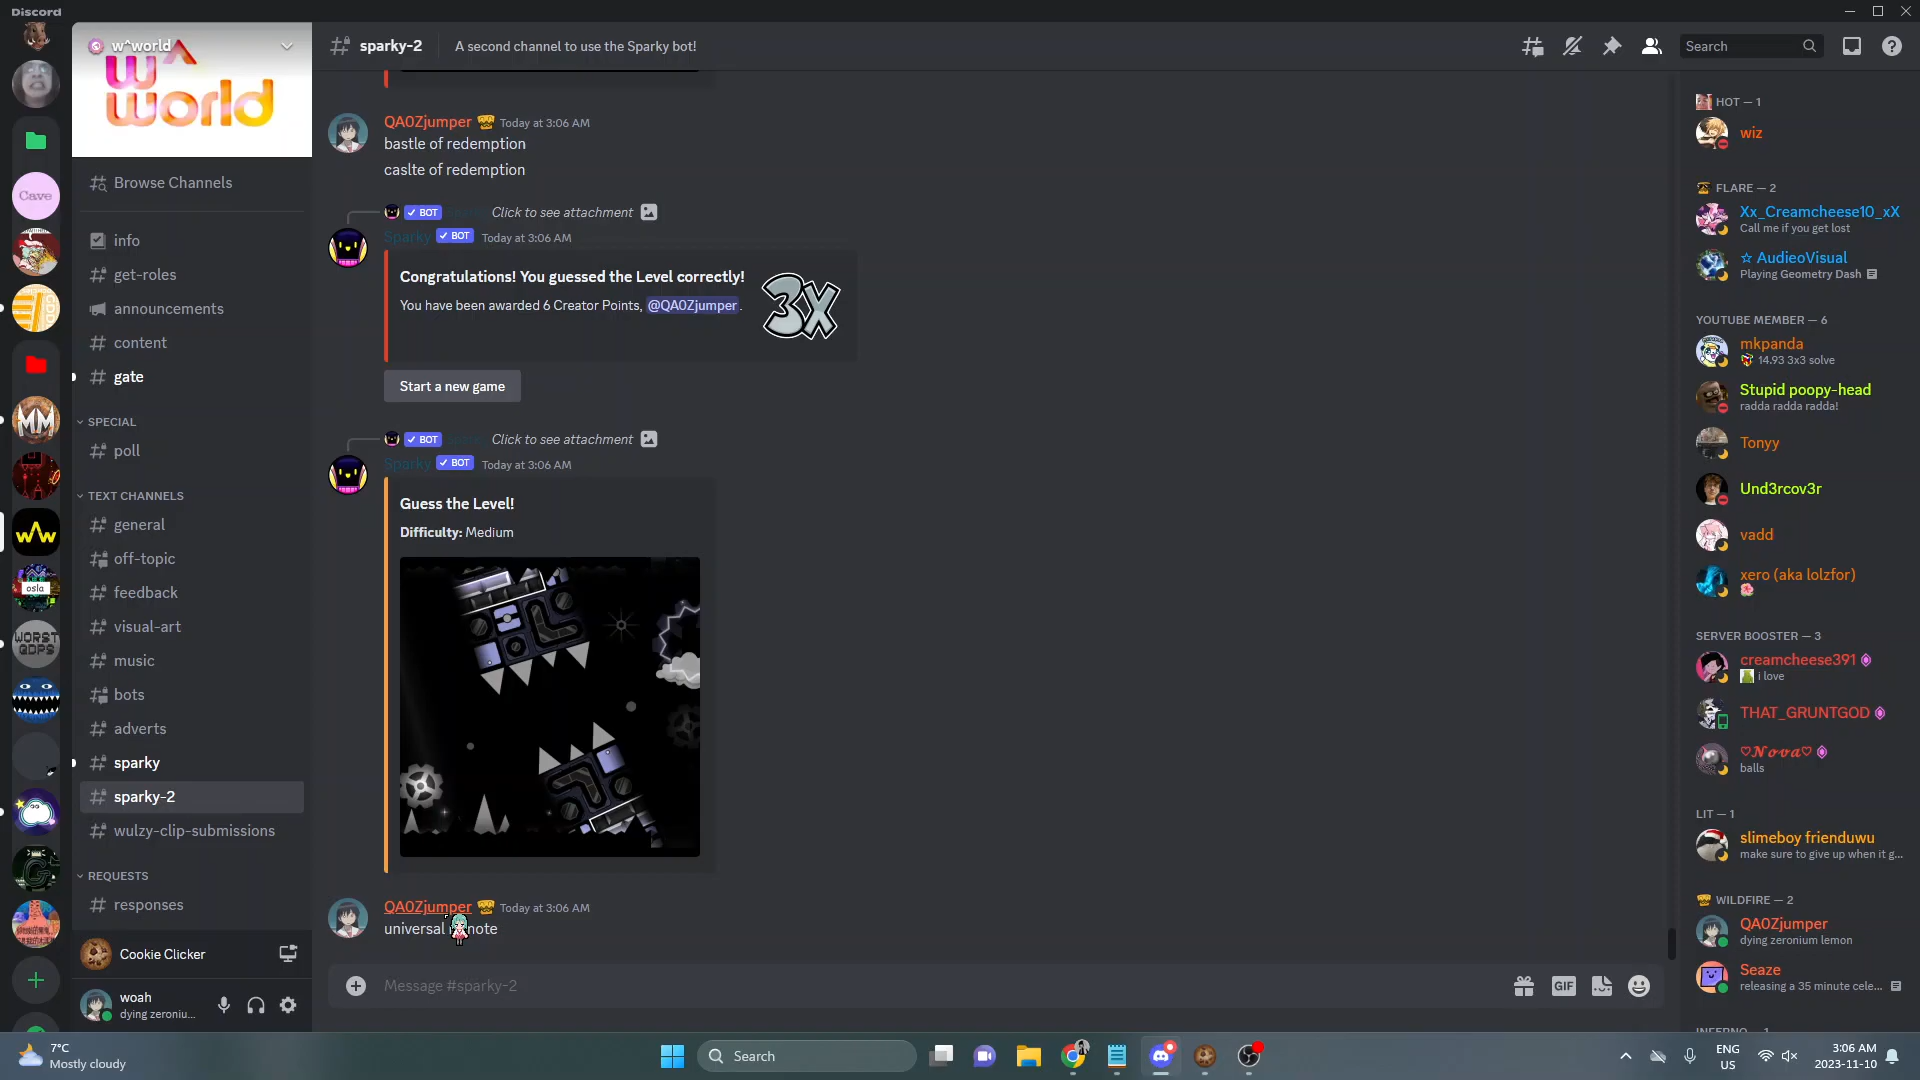 Discord
w^world
w^
world
Browse Channels
info
get-roles
announcements
content
gate
SPECIAL
poll
TEXT CHANNELS
general
off-topic
feedback
visual-art
music
bots
adverts
sparky
sparky-2
wulzy-clip-submissions
REQUESTS
responses
Cookie Clicker
woah
dying zeroniu...
Cave
MM
osla
WORST
GDPS
sparky-2
A second channel to use the Sparky bot!
Search
QA0Zjumper Today at 3:06 AM
bastle of redemption
caslte of redemption
BOT Click to see attachment
Sparky BOT Today at 3:06 AM
Congratulations! You guessed the Level correctly!
You have been awarded 6 Creator Points, @QA0Zjumper.
3X
Start a new game
BOT Click to see attachment
Sparky BOT Today at 3:06 AM
Guess the Level!
Difficulty: Medium
QA0Zjumper Today at 3:06 AM
universal note
Message #sparky-2
GIF
HOT — 1
wiz
FLARE — 2
Xx_Creamcheese10_xX
Call me if you get lost
☆ AudieoVisual
Playing Geometry Dash
YOUTUBE MEMBER — 6
mkpanda
14.93 3x3 solve
Stupid poopy-head
radda radda radda!
Tonyy
Und3rcov3r
vadd
xero (aka lolzfor)
SERVER BOOSTER — 3
creamcheese391
i love
THAT_GRUNTGOD
♡𝓝𝓸𝓿𝓪♡
balls
LIT — 1
slimeboy frienduwu
make sure to give up when it g...
WILDFIRE — 2
QA0Zjumper
dying zeronium lemon
Seaze
releasing a 35 minute cele...
INFERNO — 1
7°C
Mostly cloudy
Search
ENG
US
3:06 AM
2023-11-10